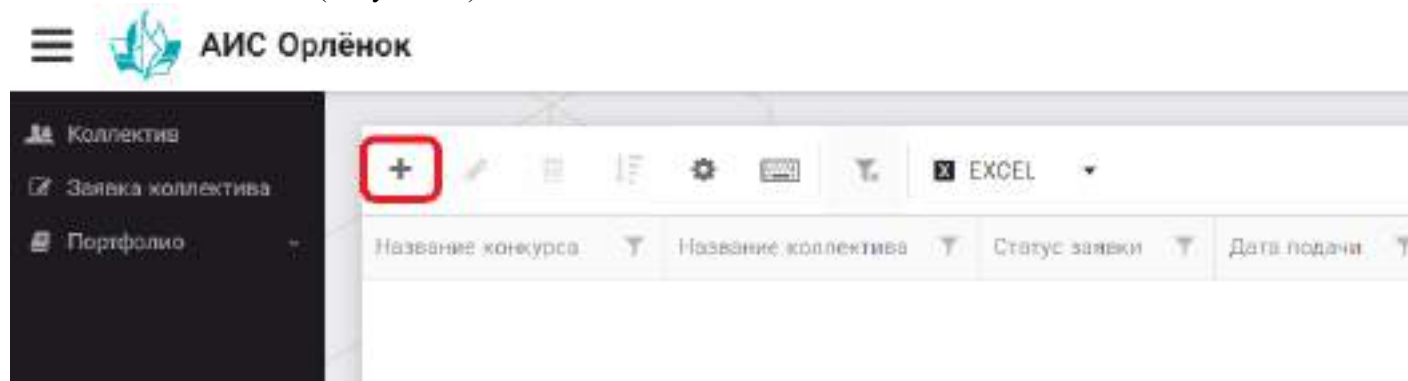 АИС Орлёнок
Коллектив
Заявка коллектива
Портфолио
EXCEL
Название конкурса
Название коллектива
Статус заявки
Дата подачи